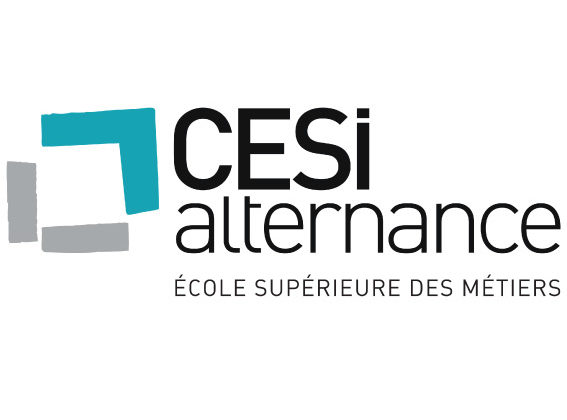 CESi
alternance
ÉCOLE SUPÉRIEURE DES MÉTIERS